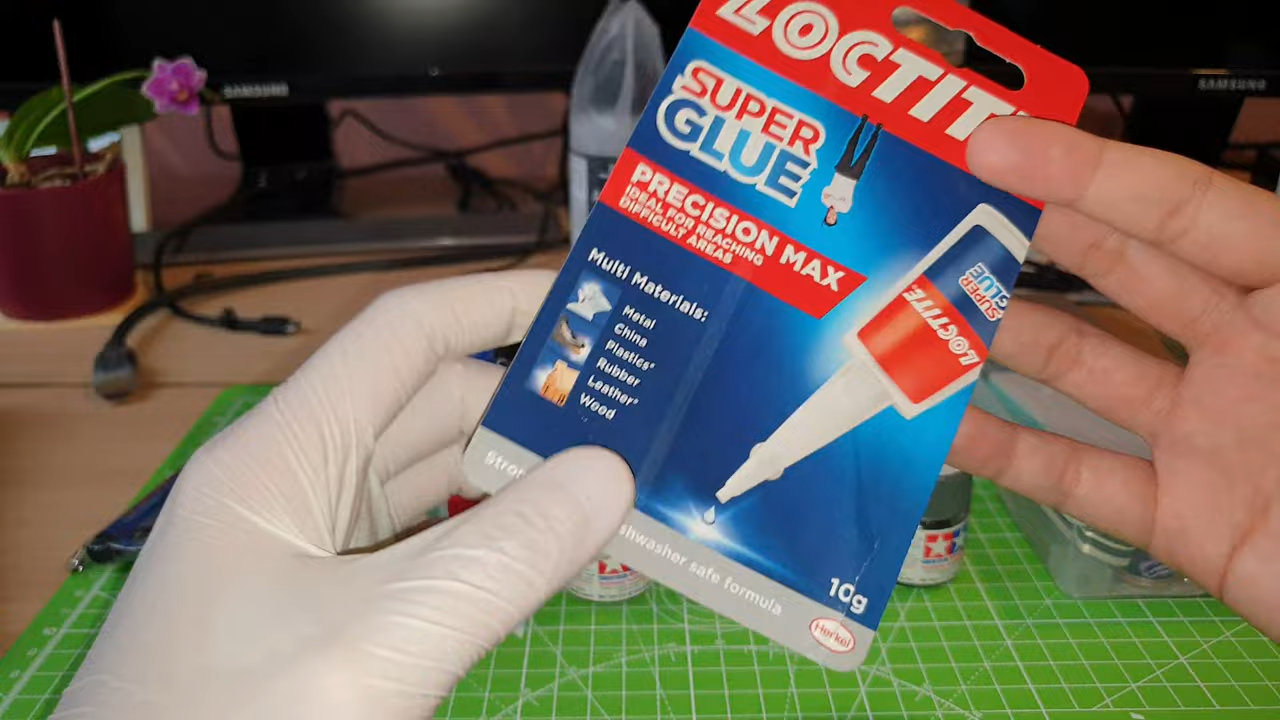 LOCTITE
SUPER
GLUE
PRECISION MAX
IDEAL FOR REACHING
DIFFICULT AREAS
Multi Materials:
Metal
China
Plastics*
Rubber
Leather*
Wood
SUPER
GLUE
LOCTITE
safe formula
10g
Henkel
SAMSUNG
SAMSUNG